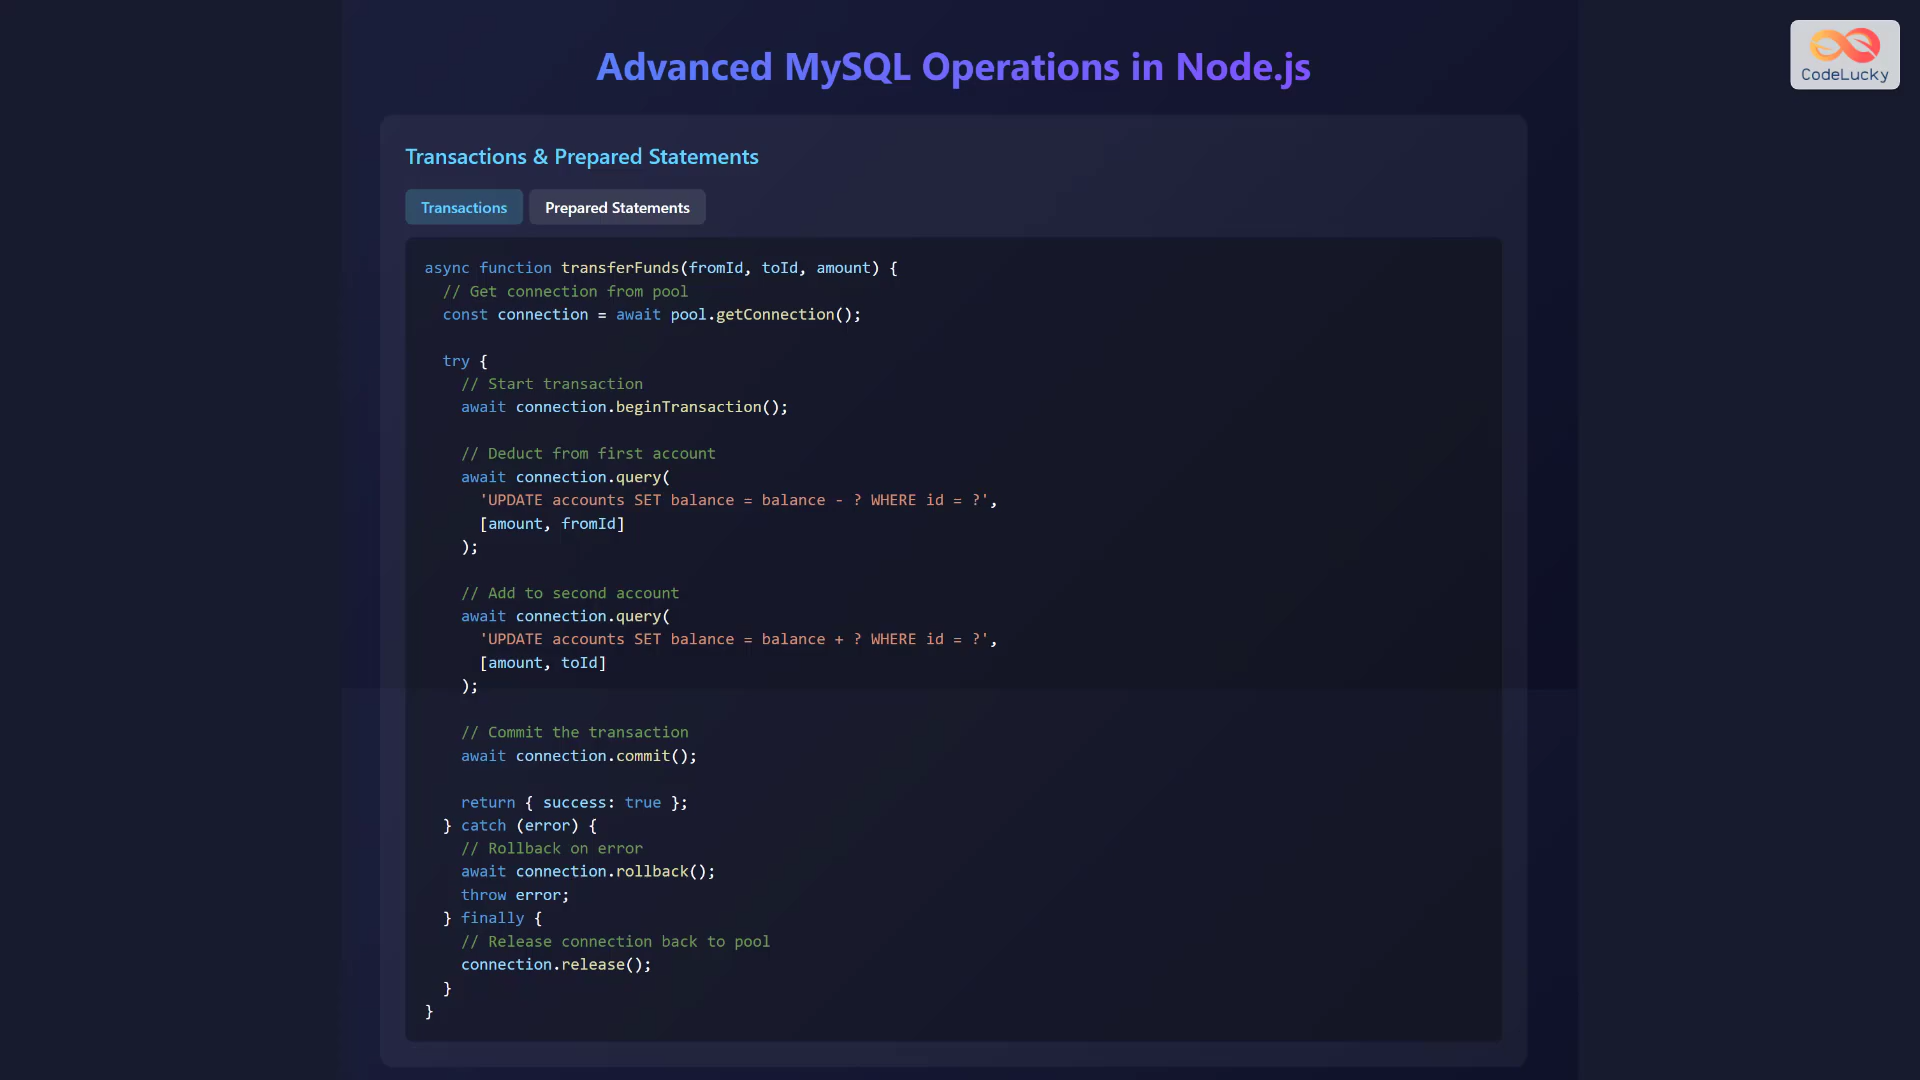 CodeLucky
Advanced MySQL Operations in Node.js
Transactions & Prepared Statements
Transactions
Prepared Statements
async function transferFunds(fromId, toId, amount) {
  // Get connection from pool
  const connection = await pool.getConnection();

  try {
    // Start transaction
    await connection.beginTransaction();

    // Deduct from first account
    await connection.query(
      'UPDATE accounts SET balance = balance - ? WHERE id = ?',
      [amount, fromId]
    );

    // Add to second account
    await connection.query(
      'UPDATE accounts SET balance = balance + ? WHERE id = ?',
      [amount, toId]
    );

    // Commit the transaction
    await connection.commit();

    return { success: true };
  } catch (error) {
    // Rollback on error
    await connection.rollback();
    throw error;
  } finally {
    // Release connection back to pool
    connection.release();
  }
}